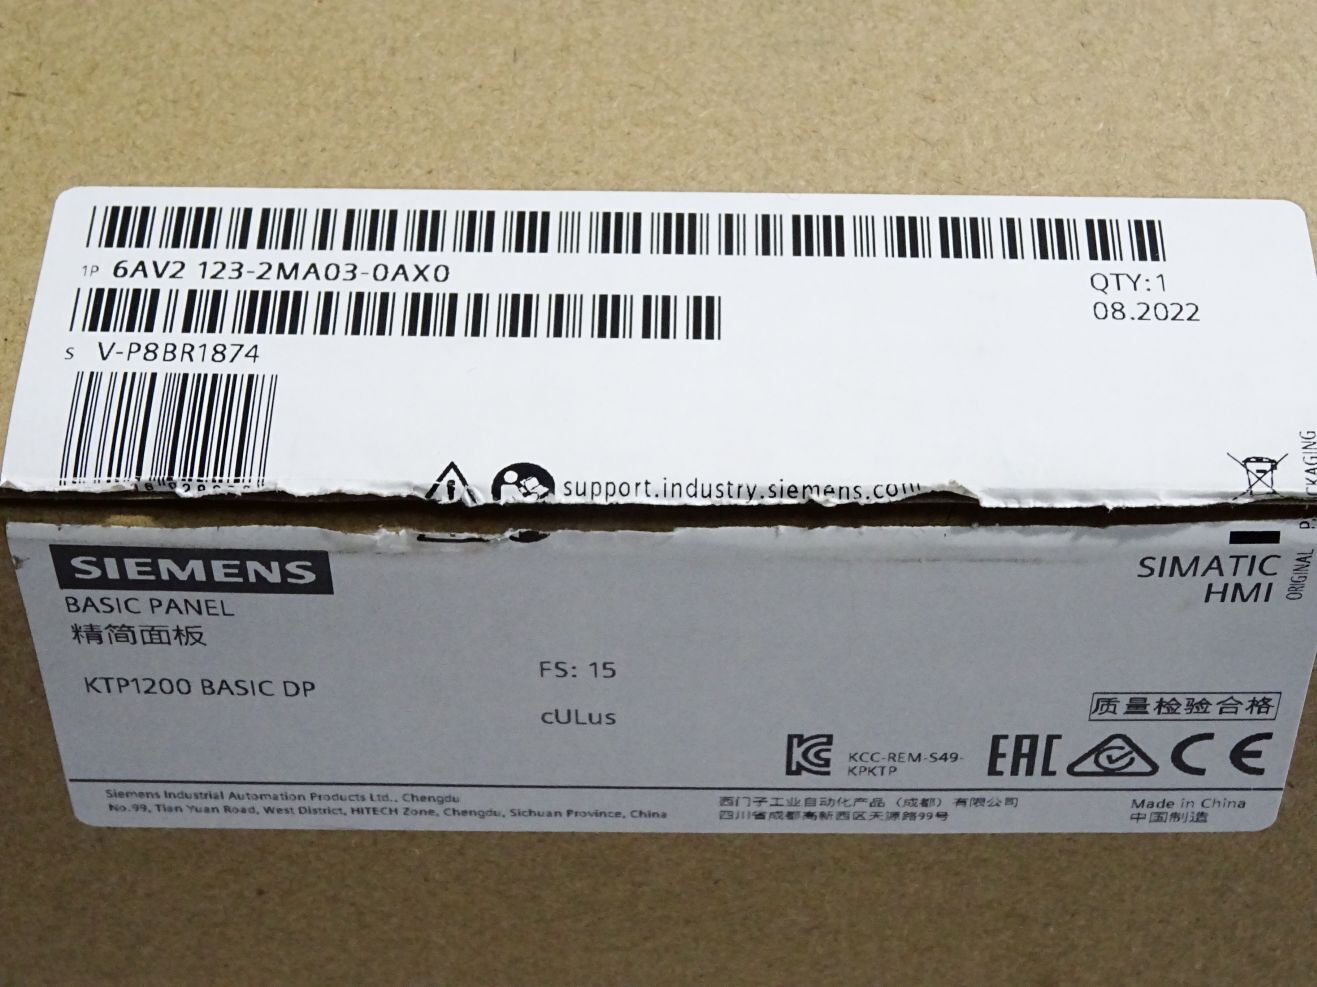 1P 6AV2 123-2MA03-0AX0
QTY:1
08.2022
S V-P8BR1874
support.industry.siemens.com
ORIGINAL PACKAGING
SIEMENS
SIMATIC
HMI
BASIC PANEL
精简面板
KTP1200 BASIC DP
FS: 15
cULus
质量检验合格
KCC-REM-S49-
KPKTP
EAC
CE
Siemens Industrial Automation Products Ltd., Chengdu
No.99, Tian Yuan Road, West District, HITECH Zone, Chengdu, Sichuan Province, China
西门子工业自动化产品（成都）有限公司
四川省成都高新西区天源路99号
Made in China
中国制造